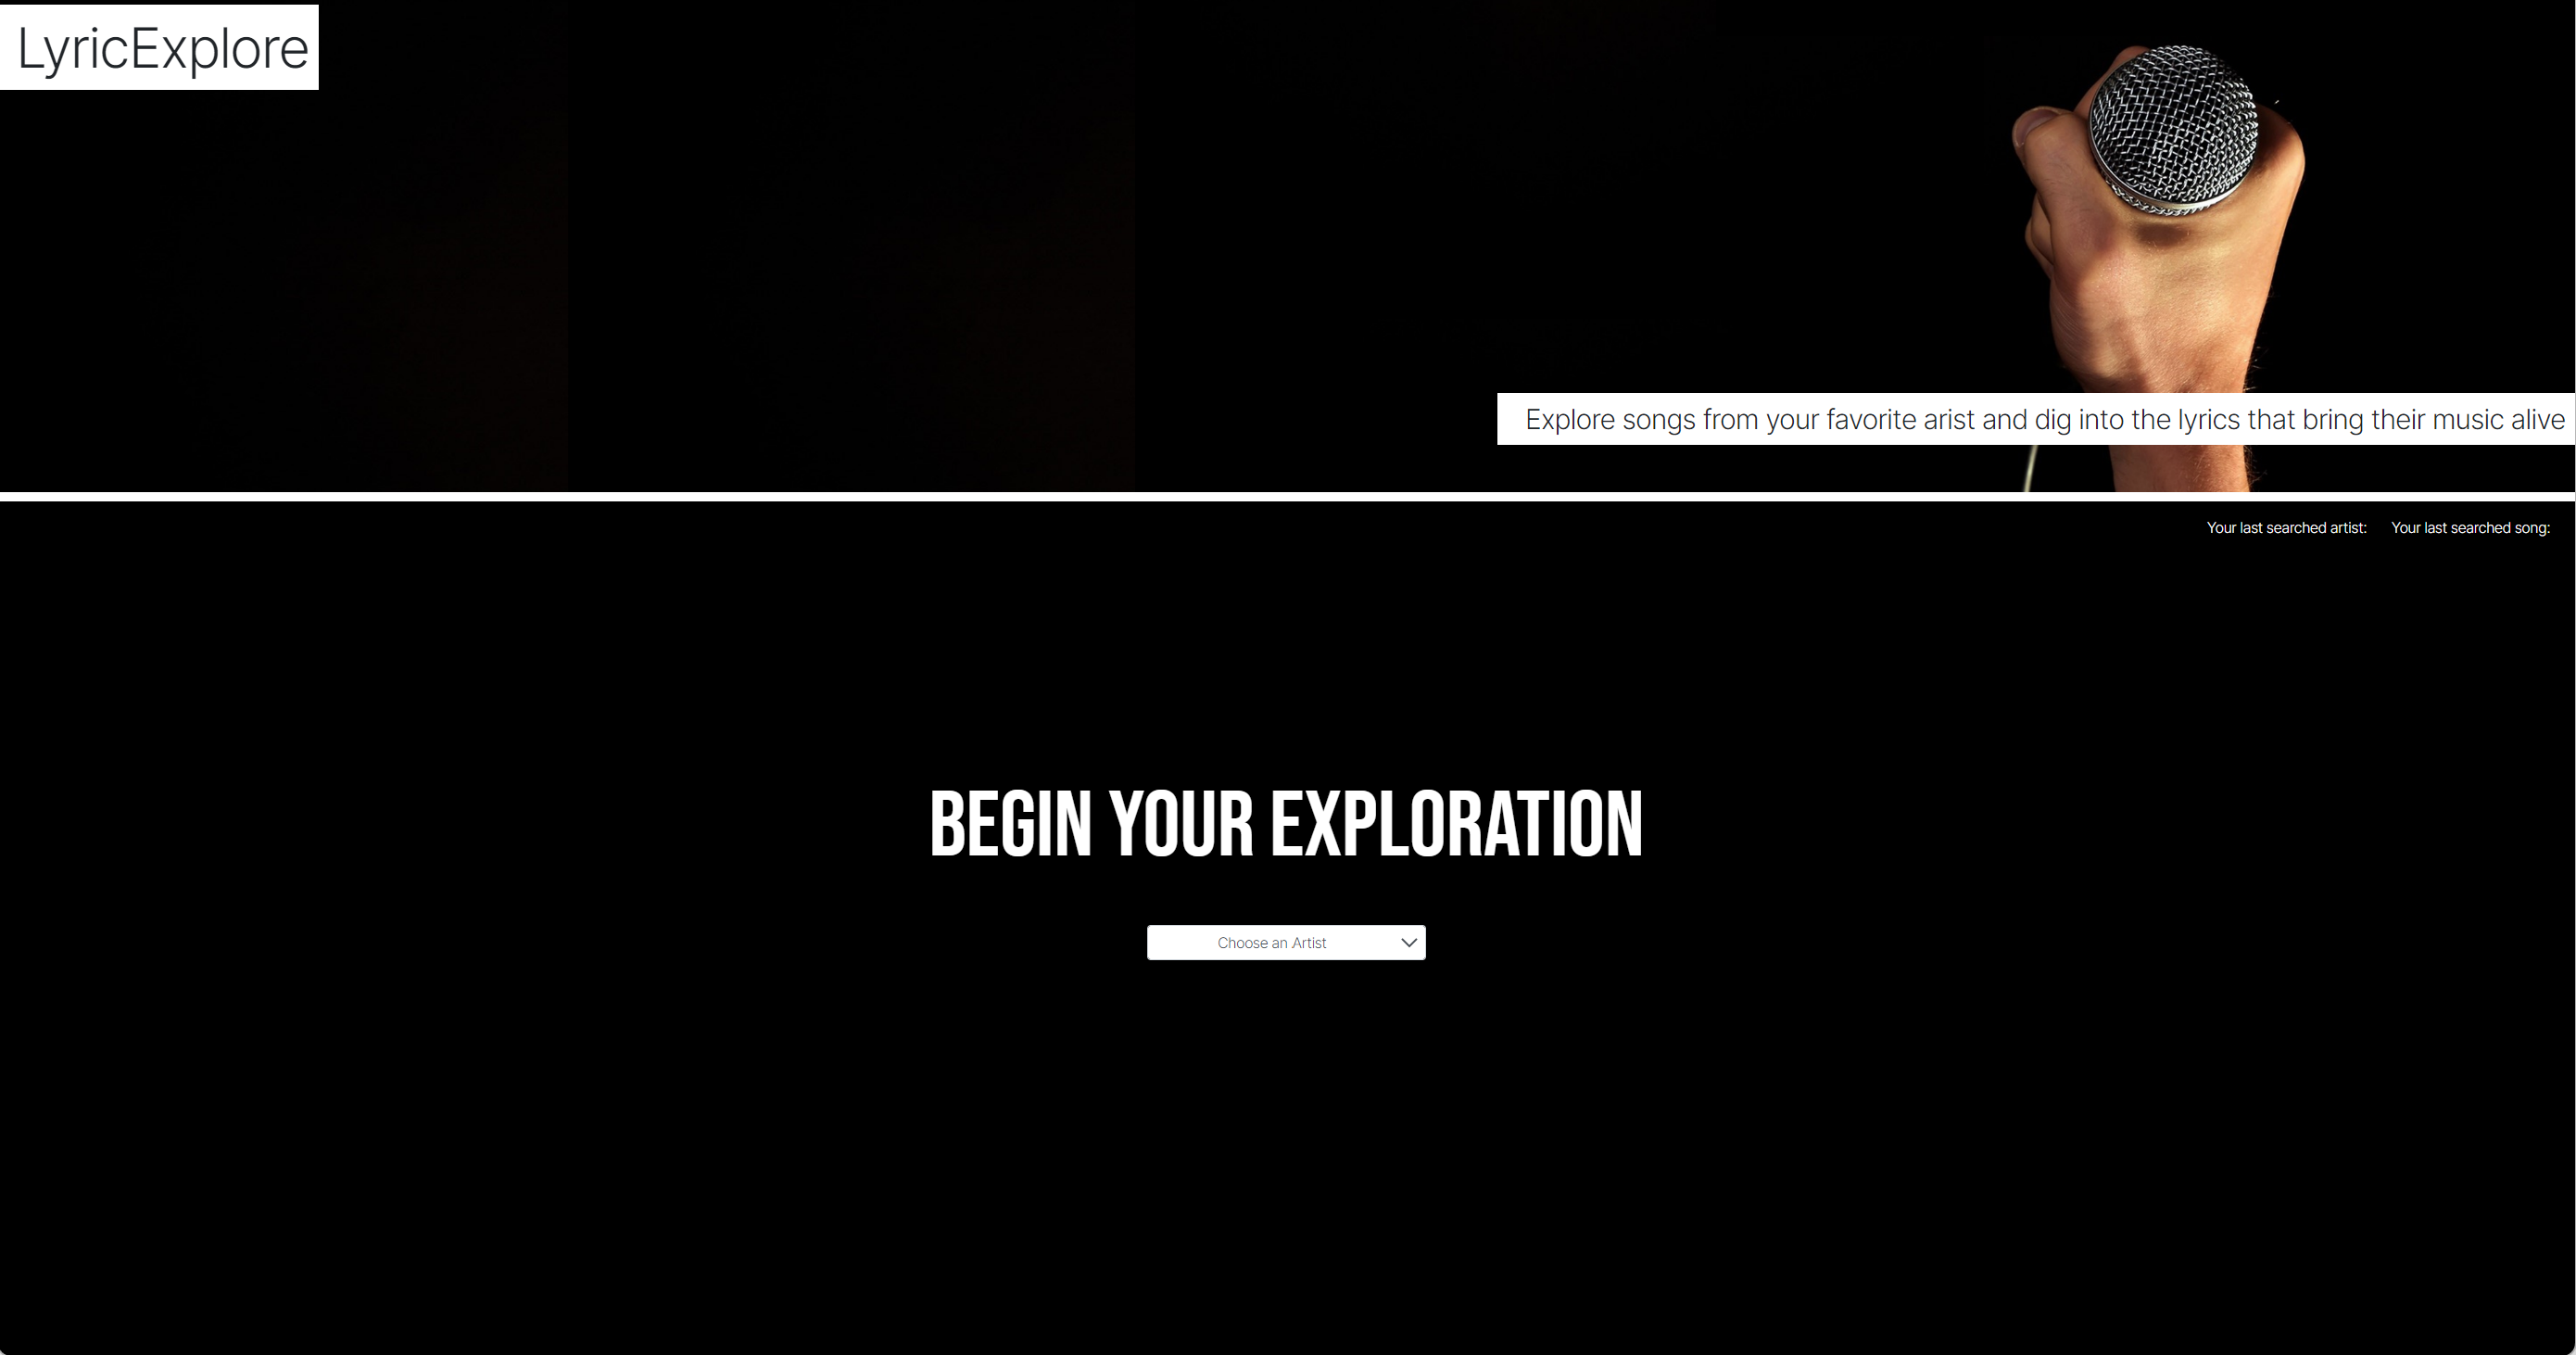 LyricExplore
Explore songs from your favorite arist and dig into the lyrics that bring their music alive
Your last searched artist: Your last searched song:
BEGIN YOUR EXPLORATION
Choose an Artist